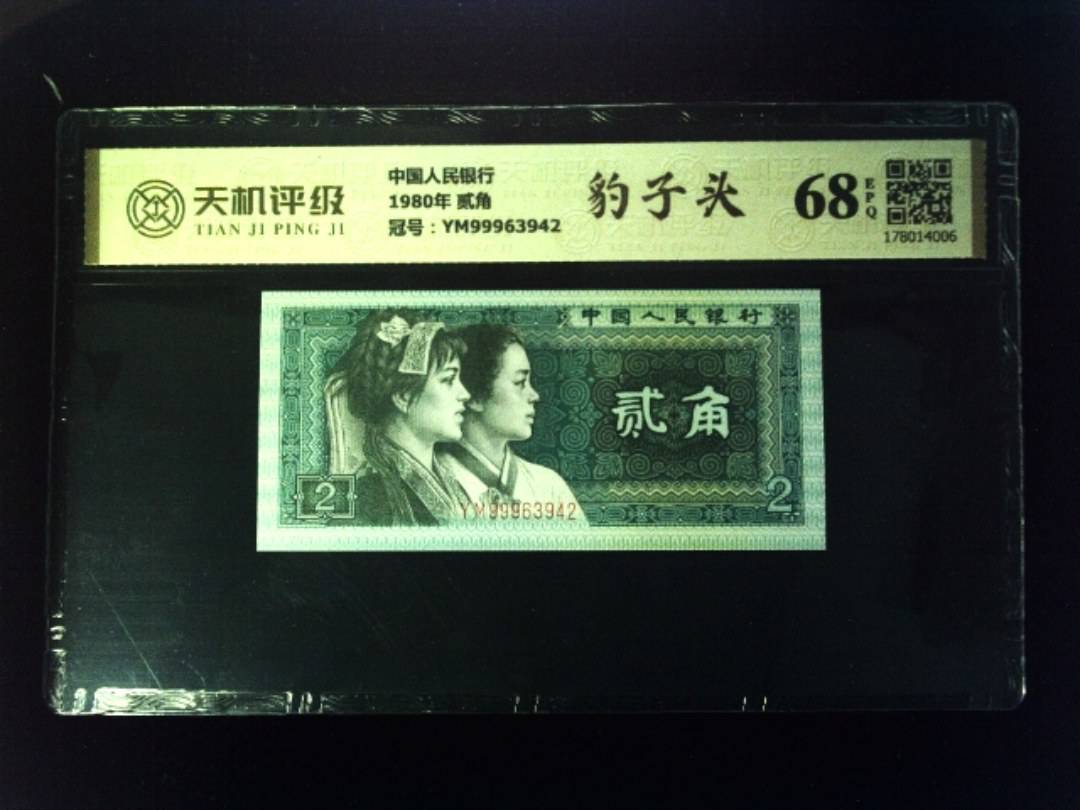 天机评级
TIAN JI PING JI
中国人民银行
1980年 贰角
冠号：YM99963942
豹子头
68
EPQ
178014006
中国人民银行
贰角
2
YM99963942
2